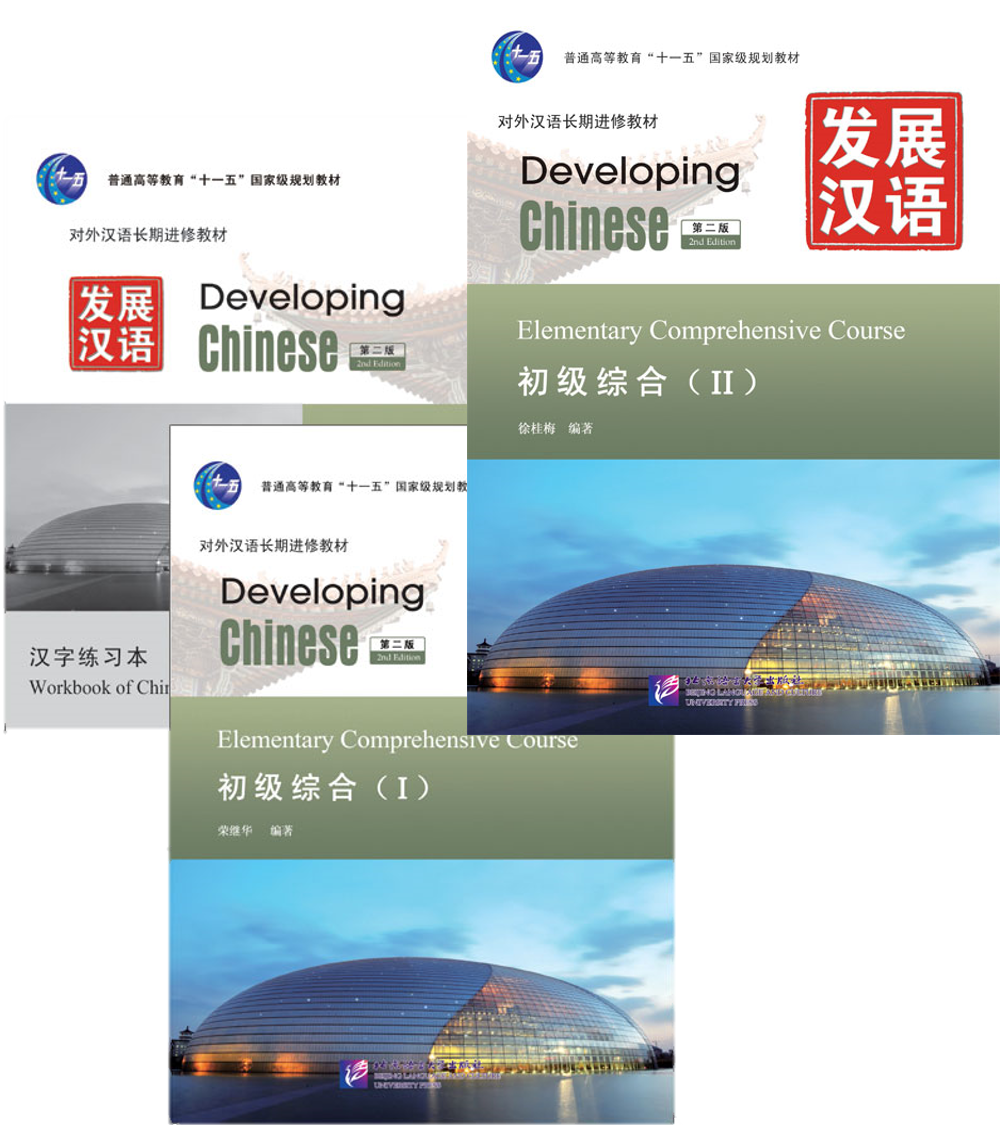 十一五
普通高等教育“十一五”国家级规划教材
对外汉语长期进修教材
发展
汉语
Developing
Chinese
第二版
2nd Edition
Elementary Comprehensive Course
初级综合（II）
徐桂梅 编著
北京语言大学出版社
BEIJING LANGUAGE AND CULTURE
UNIVERSITY PRESS
十一五
普通高等教育“十一五”国家级规划教材
对外汉语长期进修教材
发展
汉语
Developing
Chinese
第二版
2nd Edition
汉字练习本
Workbook of Chi
十一五
普通高等教育“十一五”国家级规划教
对外汉语长期进修教材
Developing
Chinese
第二版
2nd Edition
Elementary Comprehensive Course
初级综合（I）
荣继华 编著
北京语言大学出版社
BEIJING LANGUAGE AND CULTURE
UNIVERSITY PRESS